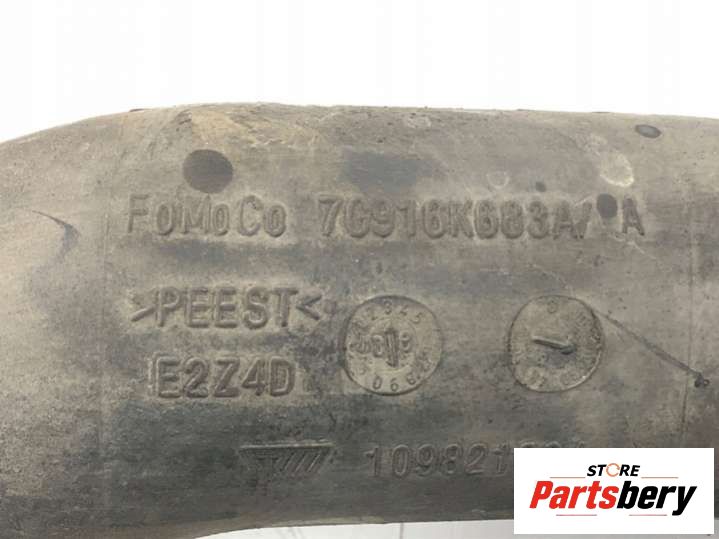 FoMoCo 7G916K683A/ A
>PEEST<
E2Z4D
STORE
Partsbery